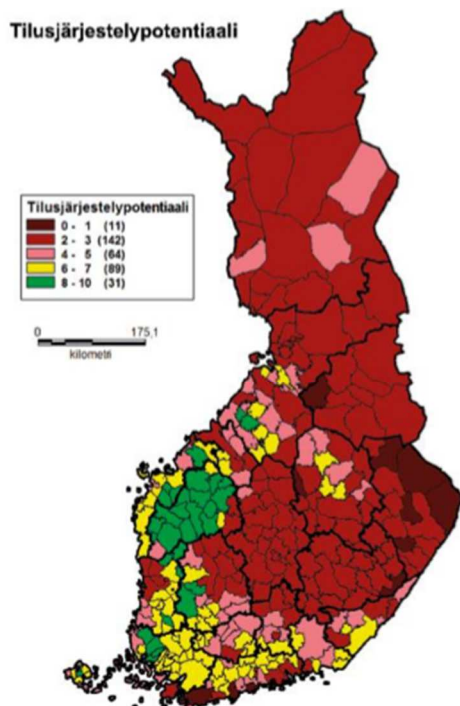 Tilusjärjestelypotentiaali
Tilusjärjestelypotentiaali
0 - 1 (11)
2 - 3 (142)
4 - 5 (64)
6 - 7 (89)
8 - 10 (31)
0 175,1
kilometri